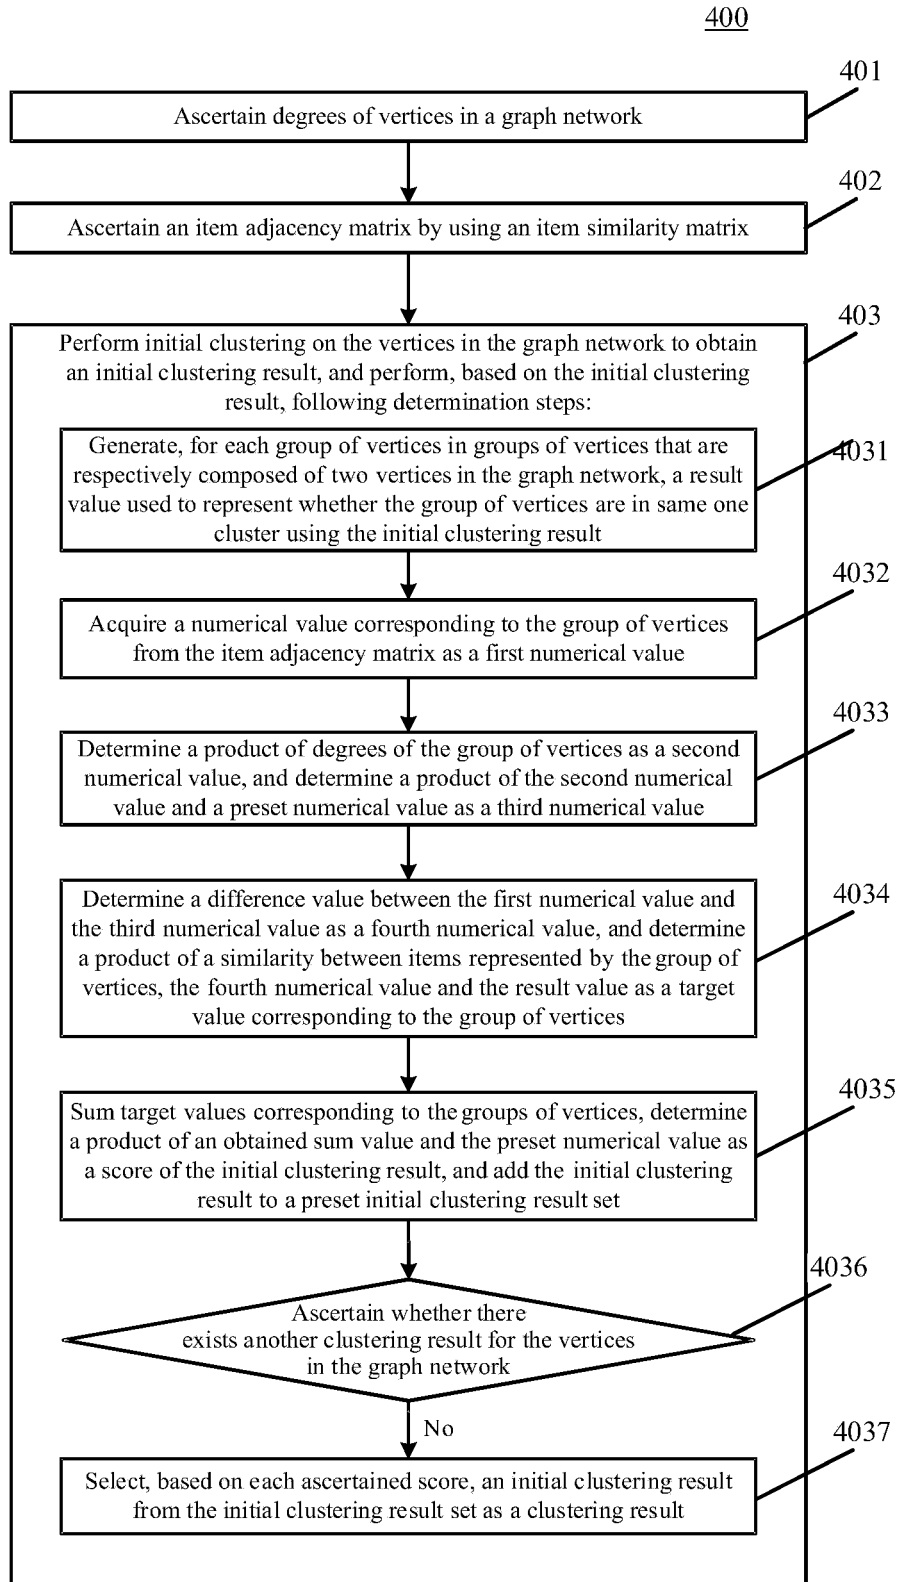 400
401
Ascertain degrees of vertices in a graph network
402
Ascertain an item adjacency matrix by using an item similarity matrix
403
Perform initial clustering on the vertices in the graph network to obtain
an initial clustering result, and perform, based on the initial clustering
result, following determination steps:
4031
Generate, for each group of vertices in groups of vertices that are
respectively composed of two vertices in the graph network, a result
value used to represent whether the group of vertices are in same one
cluster using the initial clustering result
4032
Acquire a numerical value corresponding to the group of vertices
from the item adjacency matrix as a first numerical value
4033
Determine a product of degrees of the group of vertices as a second
numerical value, and determine a product of the second numerical
value and a preset numerical value as a third numerical value
4034
Determine a difference value between the first numerical value and
the third numerical value as a fourth numerical value, and determine
a product of a similarity between items represented by the group of
vertices, the fourth numerical value and the result value as a target
value corresponding to the group of vertices
4035
Sum target values corresponding to the groups of vertices, determine
a product of an obtained sum value and the preset numerical value as
a score of the initial clustering result, and add the initial clustering
result to a preset initial clustering result set
4036
Ascertain whether there
exists another clustering result for the vertices
in the graph network
No
4037
Select, based on each ascertained score, an initial clustering result
from the initial clustering result set as a clustering result